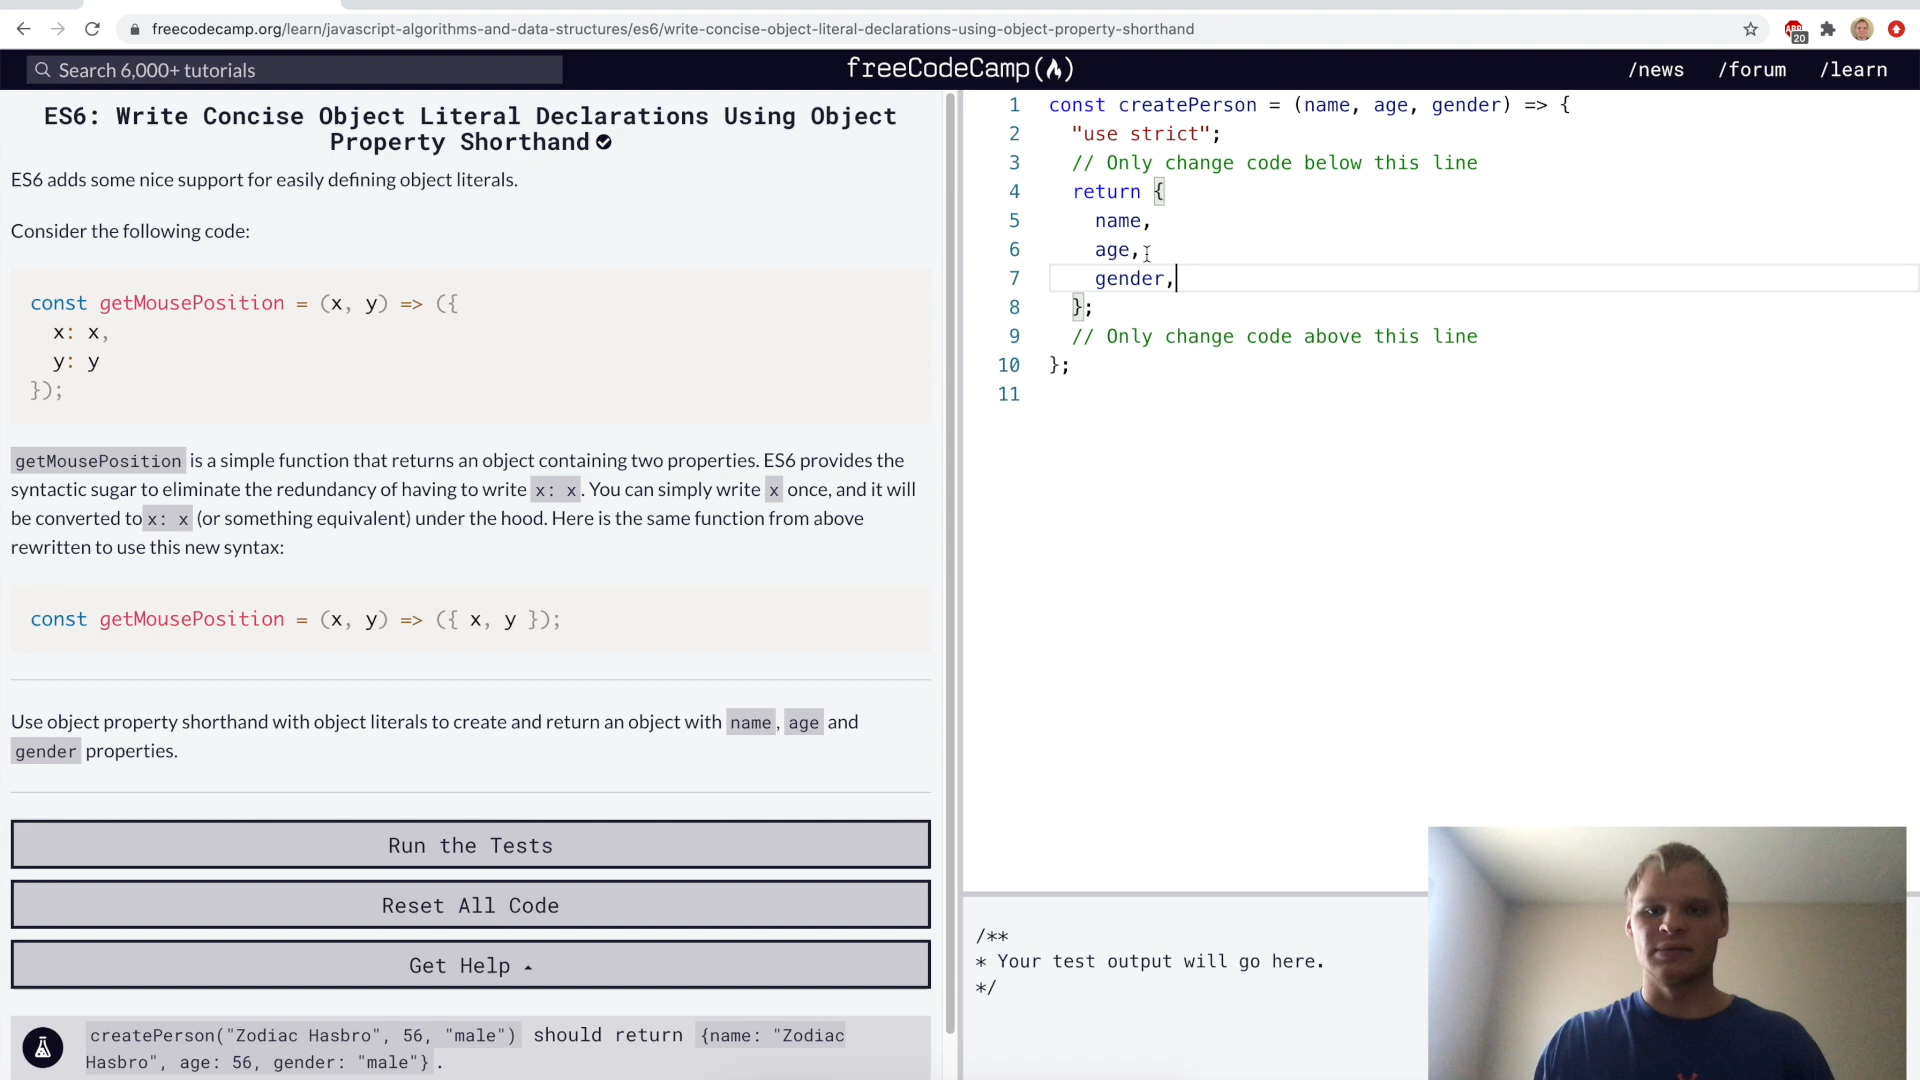 freecodecamp.org/learn/javascript-algorithms-and-data-structures/es6/write-concise-object-literal-declarations-using-object-property-shorthand
ABP
20
Search 6,000+ tutorials
freeCodeCamp
/news
/forum
/learn
ES6: Write Concise Object Literal Declarations Using Object
Property Shorthand
ES6 adds some nice support for easily defining object literals.
Consider the following code:
const getMousePosition = (x, y) => ({
x: x,
y: y
});
getMousePosition is a simple function that returns an object containing two properties. ES6 provides the
syntactic sugar to eliminate the redundancy of having to write x: x. You can simply write x once, and it will
be converted to x: x (or something equivalent) under the hood. Here is the same function from above
rewritten to use this new syntax:
const getMousePosition = (x, y) => ({ x, y });
Use object property shorthand with object literals to create and return an object with name, age and
gender properties.
Run the Tests
Reset All Code
Get Help
createPerson("Zodiac Hasbro", 56, "male") should return {name: "Zodiac
Hasbro", age: 56, gender: "male"}.
1 const createPerson = (name, age, gender) => {
2 "use strict";
3 // Only change code below this line
4 return {
5 name,
6 age,
7 gender,
8 };
9 // Only change code above this line
10 };
11
/**
* Your test output will go here.
*/